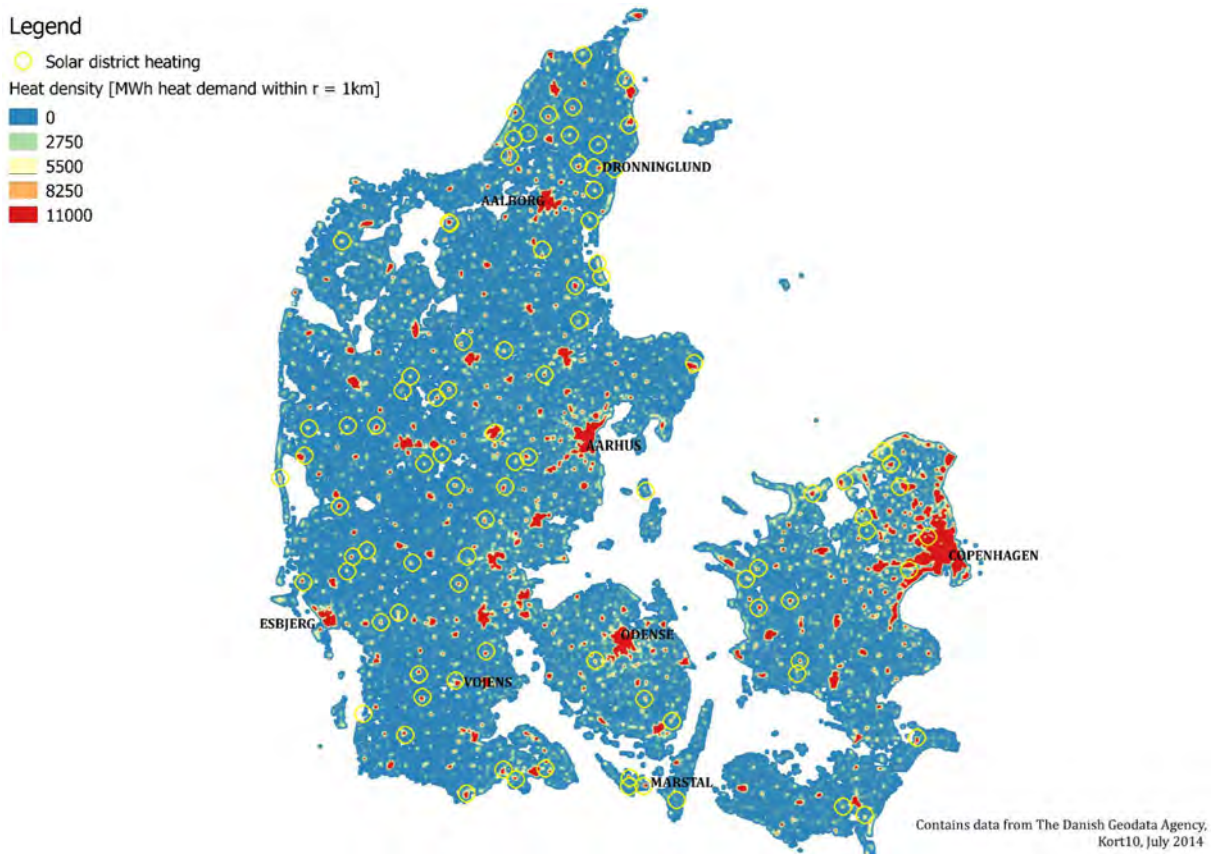 Legend
Solar district heating
Heat density [MWh heat demand within r = 1km]
0
2750
5500
8250
11000
DRONNINGLUND
AALBORG
AARHUS
COPENHAGEN
ESBJERG
ODENSE
VOJENS
MARSTAL
Contains data from The Danish Geodata Agency,
Kort10, July 2014